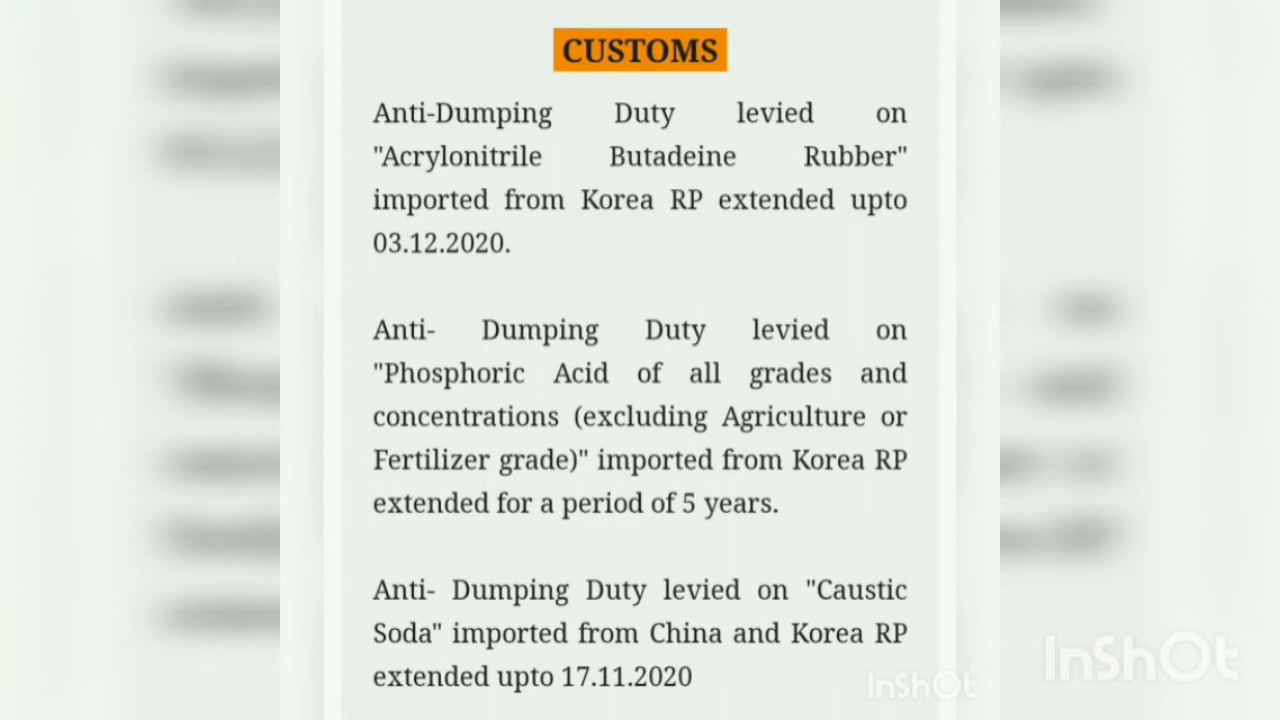 CUSTOMS
Anti-Dumping Duty levied on
"Acrylonitrile Butadeine Rubber"
imported from Korea RP extended upto
03.12.2020.
Anti- Dumping Duty levied on
"Phosphoric Acid of all grades and
concentrations (excluding Agriculture or
Fertilizer grade)" imported from Korea RP
extended for a period of 5 years.
Anti- Dumping Duty levied on "Caustic
Soda" imported from China and Korea RP
extended upto 17.11.2020
InShOt
InShOt